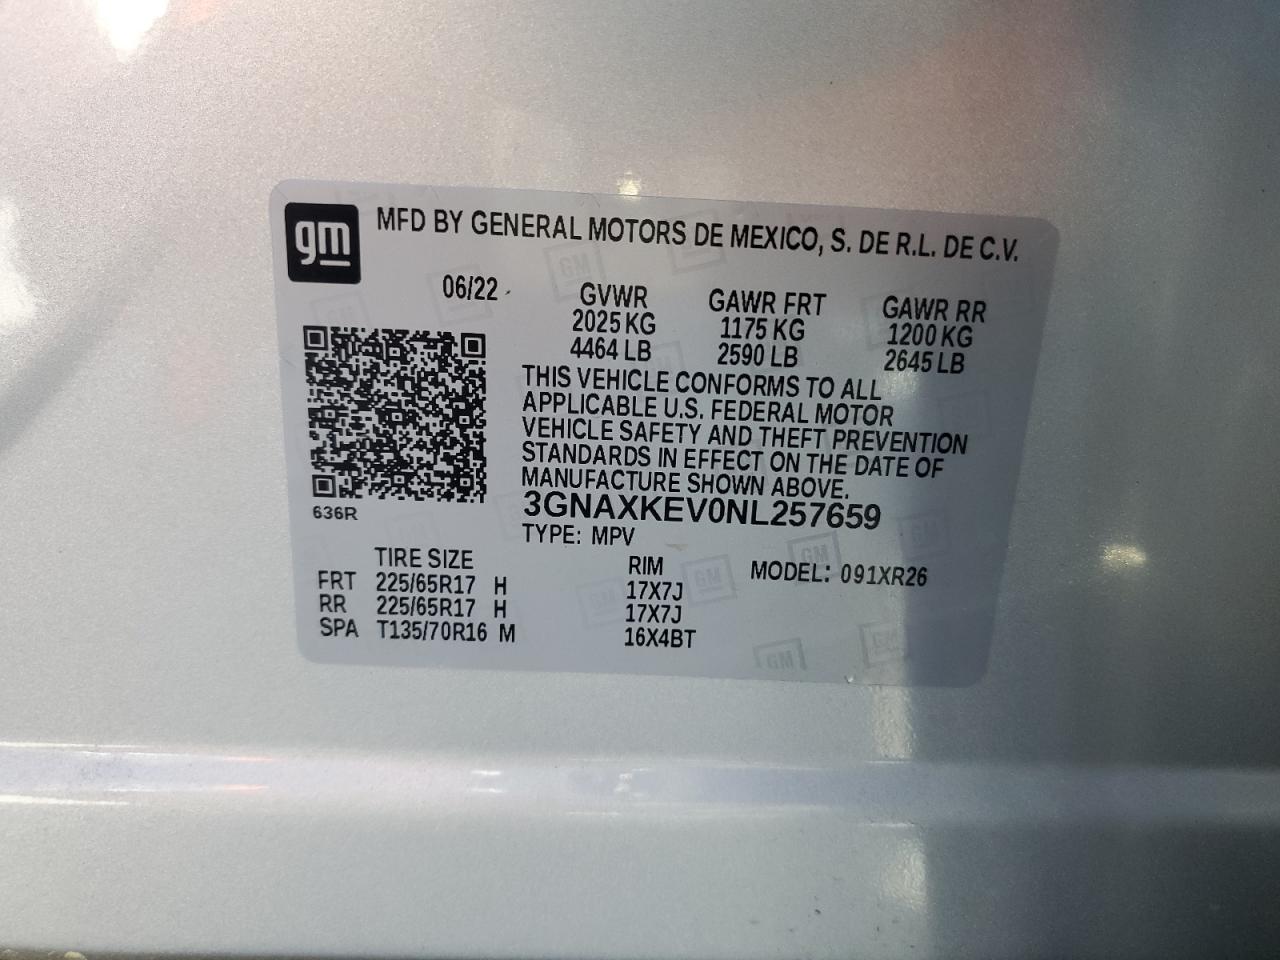 gm MFD BY GENERAL MOTORS DE MEXICO, S. DE R.L. DE C.V.
06/22 GVWR GAWR FRT GAWR RR
2025 KG 1175 KG 1200 KG
4464 LB 2590 LB 2645 LB
THIS VEHICLE CONFORMS TO ALL
APPLICABLE U.S. FEDERAL MOTOR
VEHICLE SAFETY AND THEFT PREVENTION
STANDARDS IN EFFECT ON THE DATE OF
MANUFACTURE SHOWN ABOVE.
3GNAXKEV0NL257659
636R
TYPE: MPV
TIRE SIZE RIM MODEL: 091XR26
FRT 225/65R17 H 17X7J
RR 225/65R17 H 17X7J
SPA T135/70R16 M 16X4BT